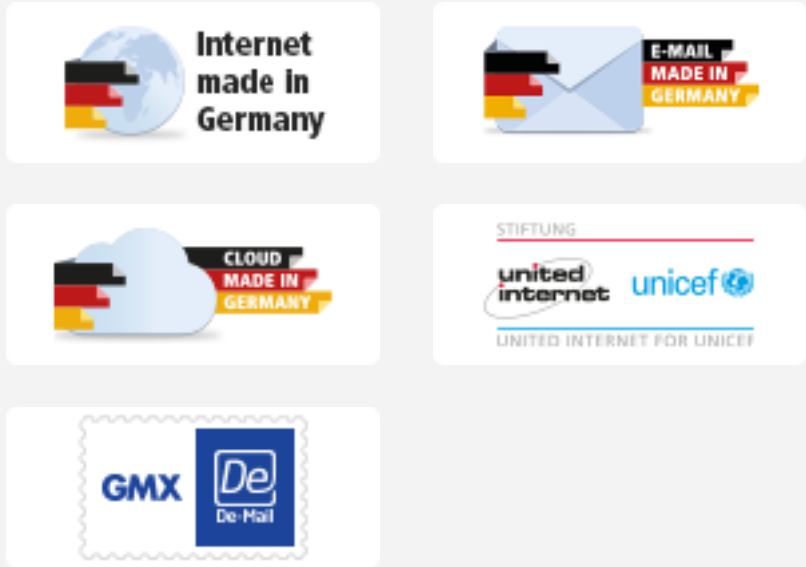 Internet
made in
Germany
E-MAIL
MADE IN
GERMANY
CLOUD
MADE IN
GERMANY
STIFTUNG
united
internet
unicef
UNITED INTERNET FOR UNICEF
GMX
De
De-Mail